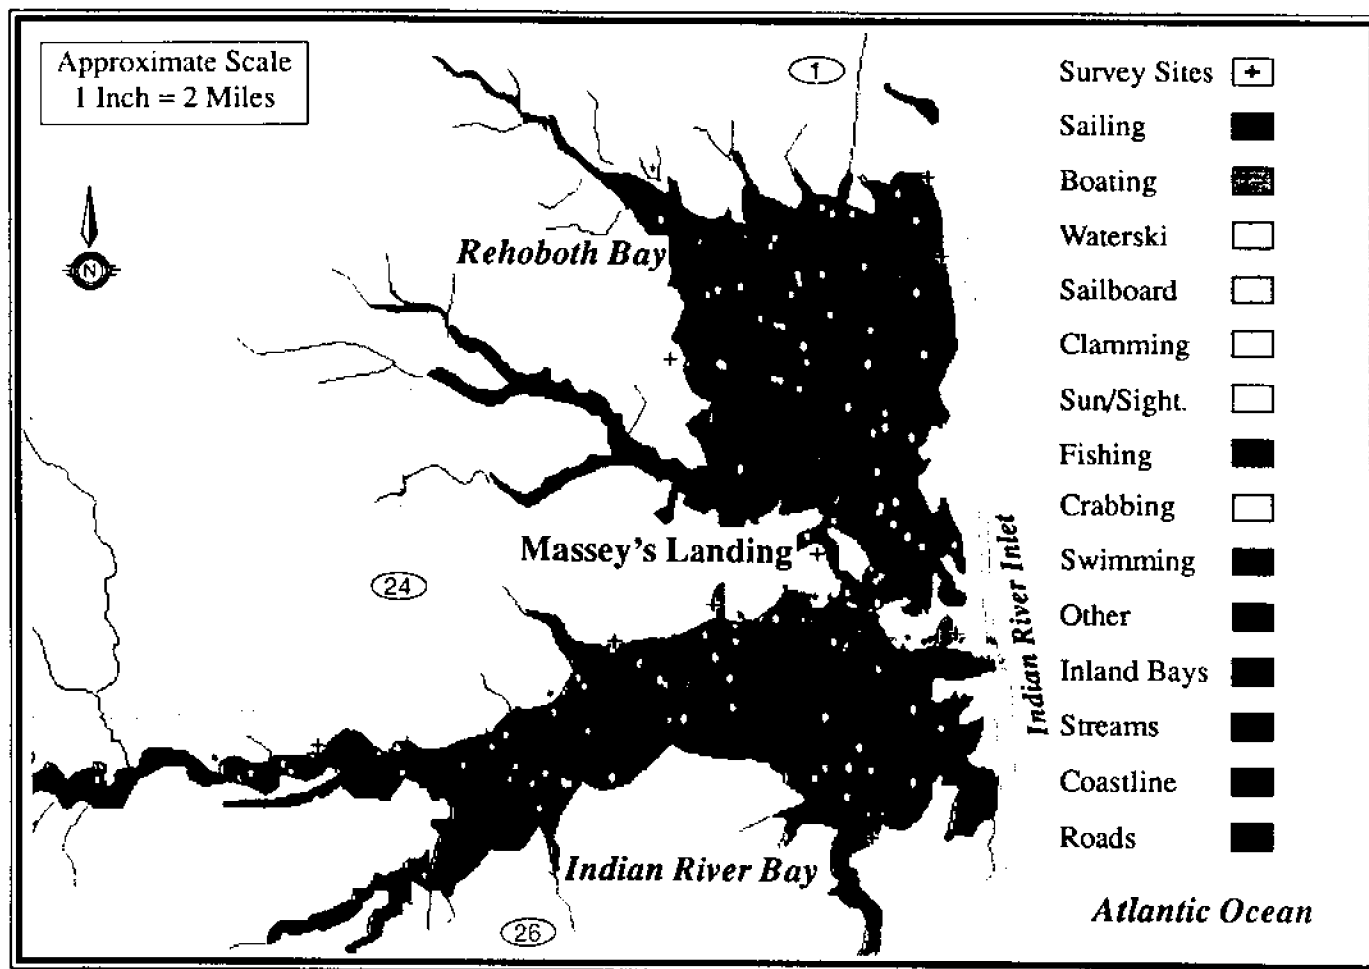 Approximate Scale
1 Inch = 2 Miles
N
1
Rehoboth Bay
Massey's Landing
24
Indian River Inlet
Indian River Bay
26
Atlantic Ocean
Survey Sites
Sailing
Boating
Waterski
Sailboard
Clamming
Sun/Sight.
Fishing
Crabbing
Swimming
Other
Inland Bays
Streams
Coastline
Roads